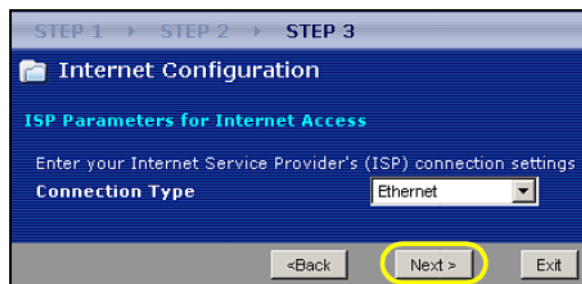 STEP 1 STEP 2 STEP 3
Internet Configuration
ISP Parameters for Internet Access
Enter your Internet Service Provider's (ISP) connection settings
Connection Type Ethernet
<Back Next > Exit